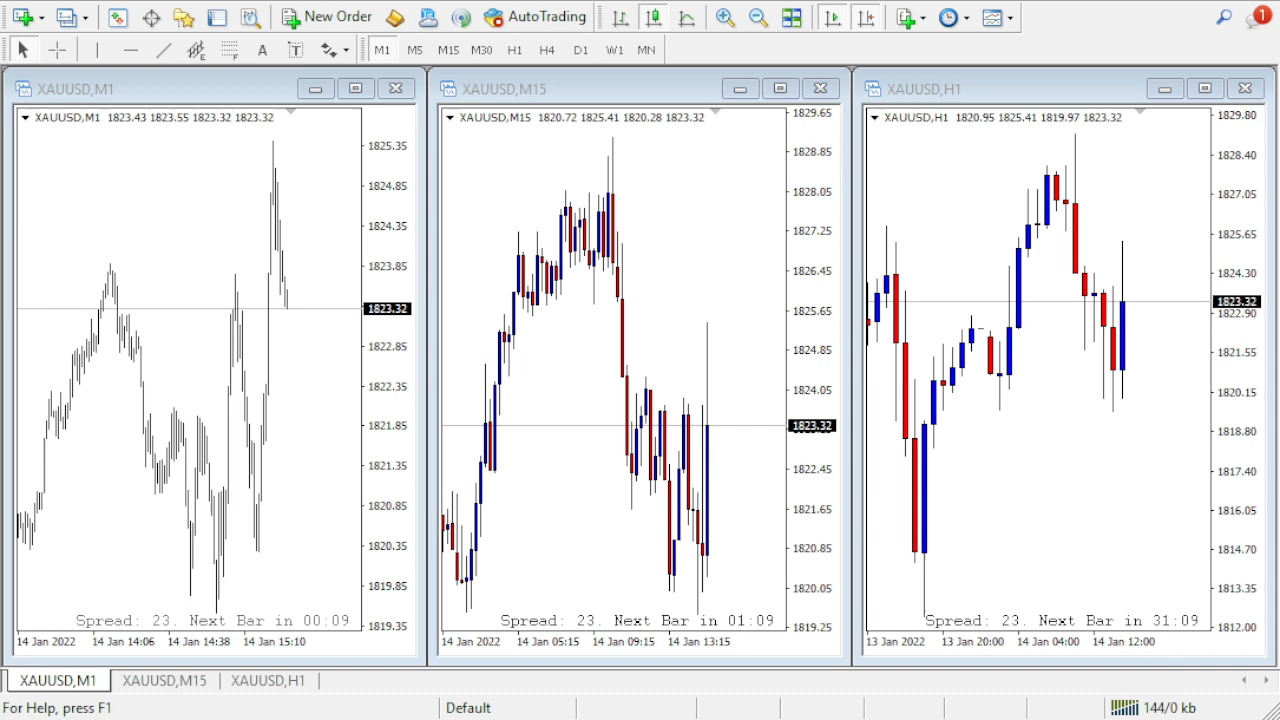 New Order
AutoTrading
1
A
T
E
F
M1 M5 M15 M30 H1 H4 D1 W1 MN
XAUUSD,M1
XAUUSD,M1 1823.43 1823.55 1823.32 1823.32
1825.35
1824.85
1824.35
1823.85
1823.32
1822.85
1822.35
1821.85
1821.35
1820.85
1820.35
1819.85
1819.35
Spread: 23. Next Bar in 00:09
14 Jan 2022 14 Jan 14:06 14 Jan 14:38 14 Jan 15:10
XAUUSD,M15
XAUUSD,M15 1820.72 1825.41 1820.28 1823.32
1829.65
1828.85
1828.05
1827.25
1826.45
1825.65
1824.85
1824.05
1823.32
1822.45
1821.65
1820.85
1820.05
1819.25
Spread: 23. Next Bar in 01:09
14 Jan 2022 14 Jan 05:15 14 Jan 09:15 14 Jan 13:15
XAUUSD,H1
XAUUSD,H1 1820.95 1825.41 1819.97 1823.32
1829.80
1828.40
1827.05
1825.65
1824.30
1823.32
1822.90
1821.55
1820.15
1818.80
1817.40
1816.05
1814.70
1813.35
1812.00
Spread: 23. Next Bar in 31:09
13 Jan 2022 13 Jan 20:00 14 Jan 04:00 14 Jan 12:00
XAUUSD,M1 XAUUSD,M15 XAUUSD,H1
For Help, press F1
Default
144/0 kb